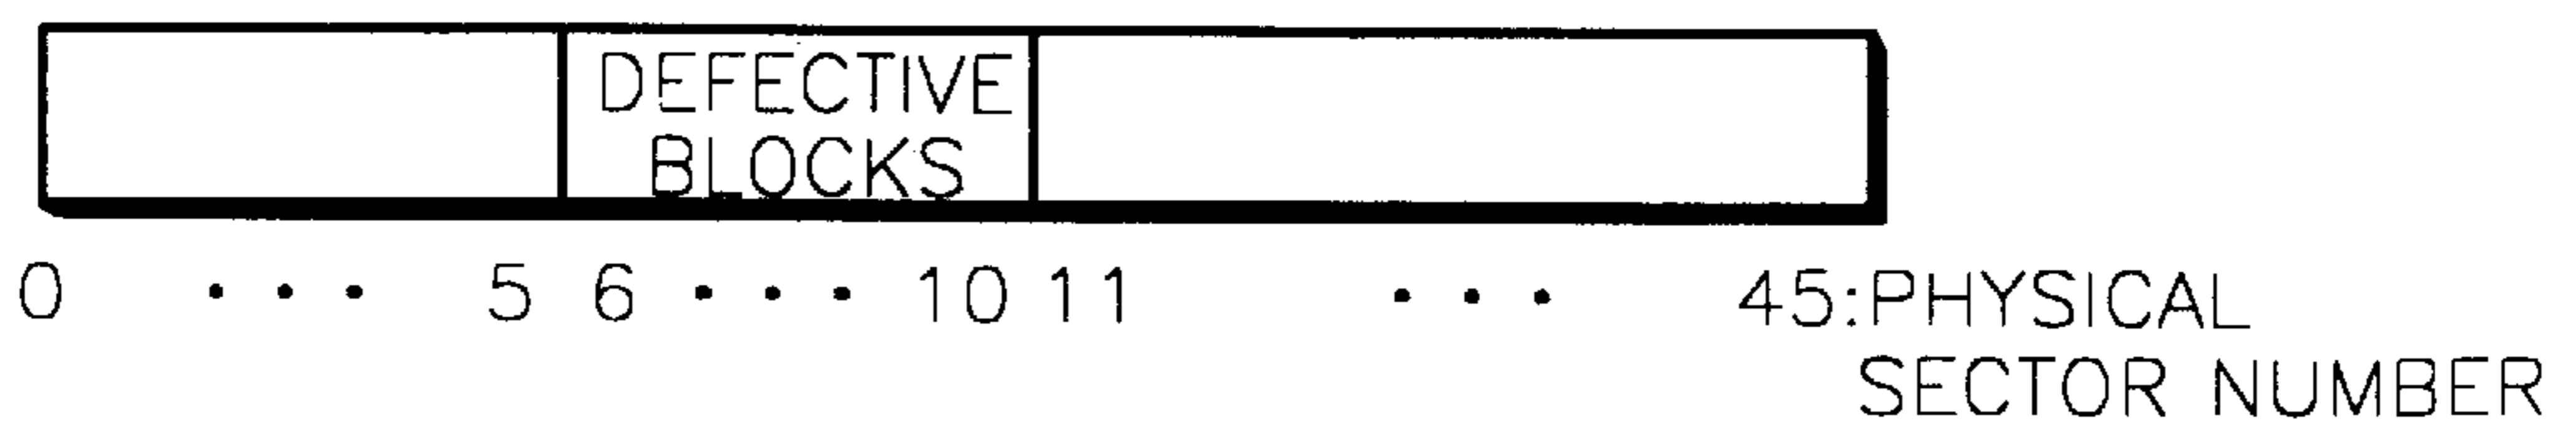 DEFECTIVE
BLOCKS
0 ··· 5 6 ··· 10 11 ··· 45:PHYSICAL
SECTOR NUMBER